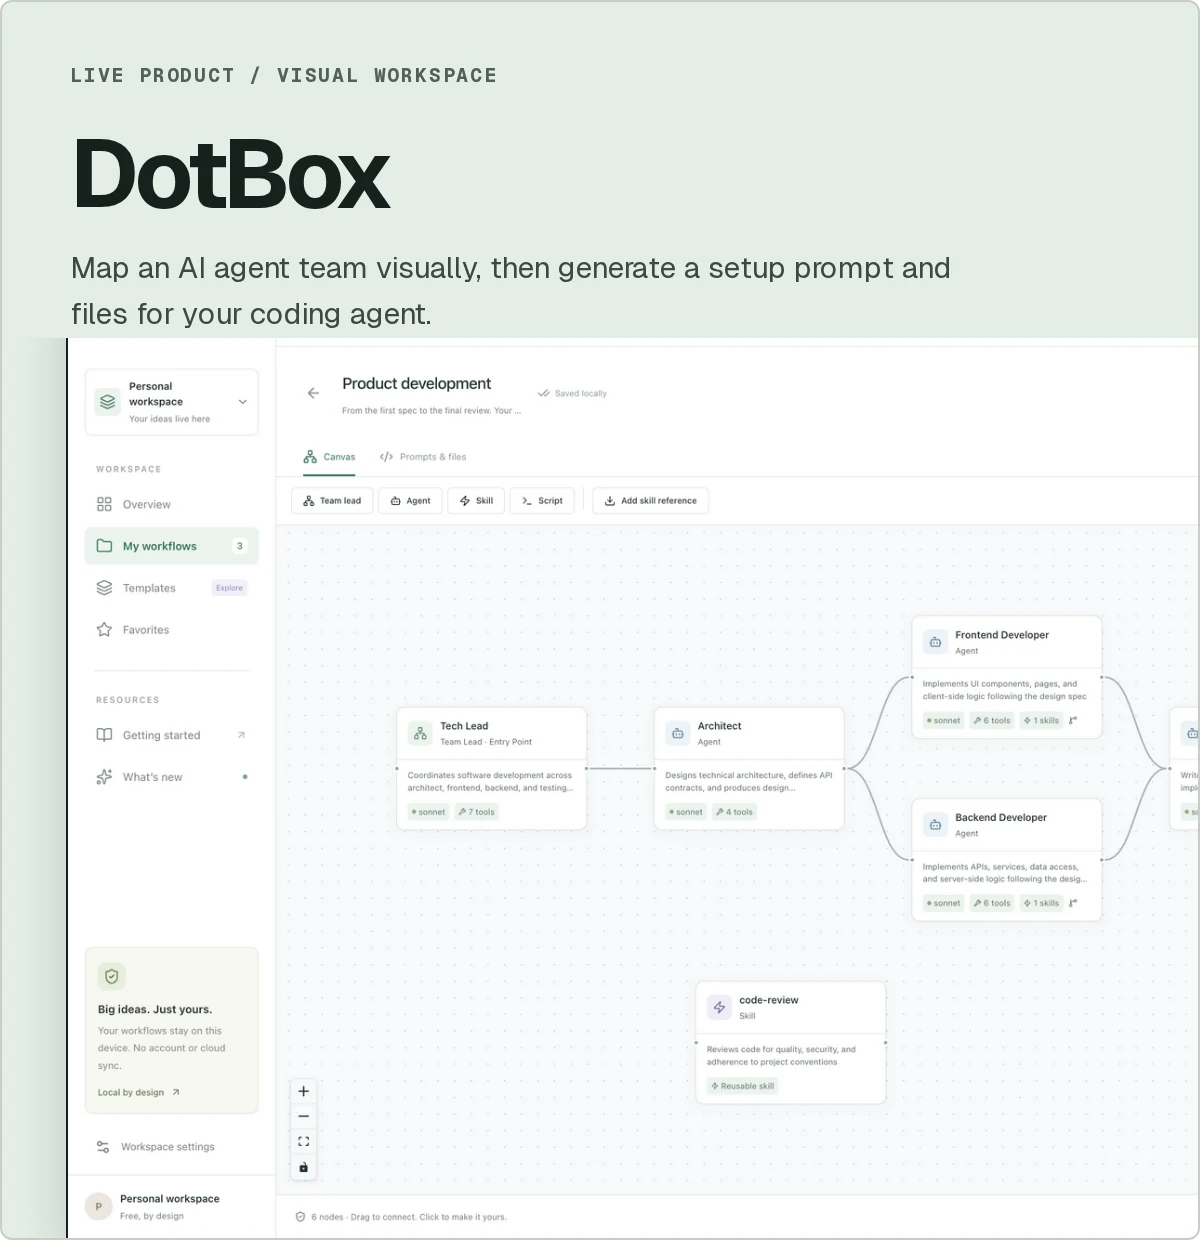 LIVE PRODUCT / VISUAL WORKSPACE
DotBox
Map an AI agent team visually, then generate a setup prompt and
files for your coding agent.
Personal
workspace
Your ideas live here
WORKSPACE
Overview
My workflows 3
Templates Explore
Favorites
RESOURCES
Getting started
What's new
Big ideas. Just yours.
Your workflows stay on this
device. No account or cloud
sync.
Local by design
Workspace settings
P
Personal workspace
Free, by design
Product development
Saved locally
From the first spec to the final review. Your ...
Canvas
Prompts & files
Team lead
Agent
Skill
Script
Add skill reference
Tech Lead
Team Lead · Entry Point
Coordinates software development across
architect, frontend, backend, and testing...
sonnet 7 tools
Architect
Agent
Designs technical architecture, defines API
contracts, and produces design...
sonnet 4 tools
Frontend Developer
Agent
Implements UI components, pages, and
client-side logic following the design spec
sonnet 6 tools 1 skills
Backend Developer
Agent
Implements APIs, services, data access,
and server-side logic following the desig...
sonnet 6 tools 1 skills
code-review
Skill
Reviews code for quality, security, and
adherence to project conventions
Reusable skill
6 nodes · Drag to connect. Click to make it yours.